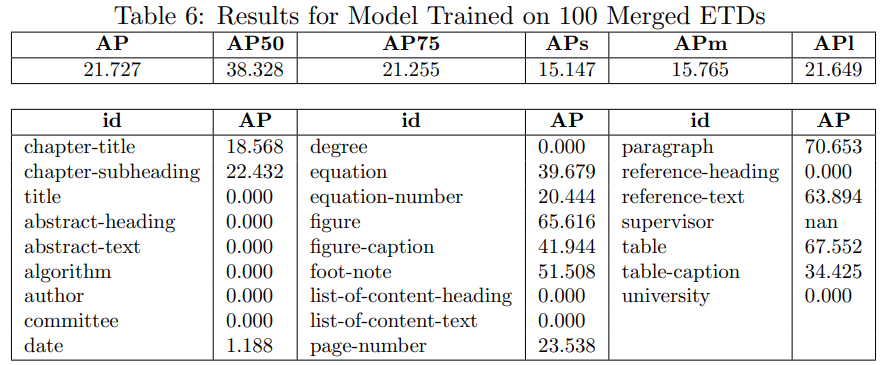 Table 6: Results for Model Trained on 100 Merged ETDs
AP AP50 AP75 APs APm APl
21.727 38.328 21.255 15.147 15.765 21.649
id AP id AP id AP
chapter-title 18.568 degree 0.000 paragraph 70.653
chapter-subheading 22.432 equation 39.679 reference-heading 0.000
title 0.000 equation-number 20.444 reference-text 63.894
abstract-heading 0.000 figure 65.616 supervisor nan
abstract-text 0.000 figure-caption 41.944 table 67.552
algorithm 0.000 foot-note 51.508 table-caption 34.425
author 0.000 list-of-content-heading 0.000 university 0.000
committee 0.000 list-of-content-text 0.000
date 1.188 page-number 23.538